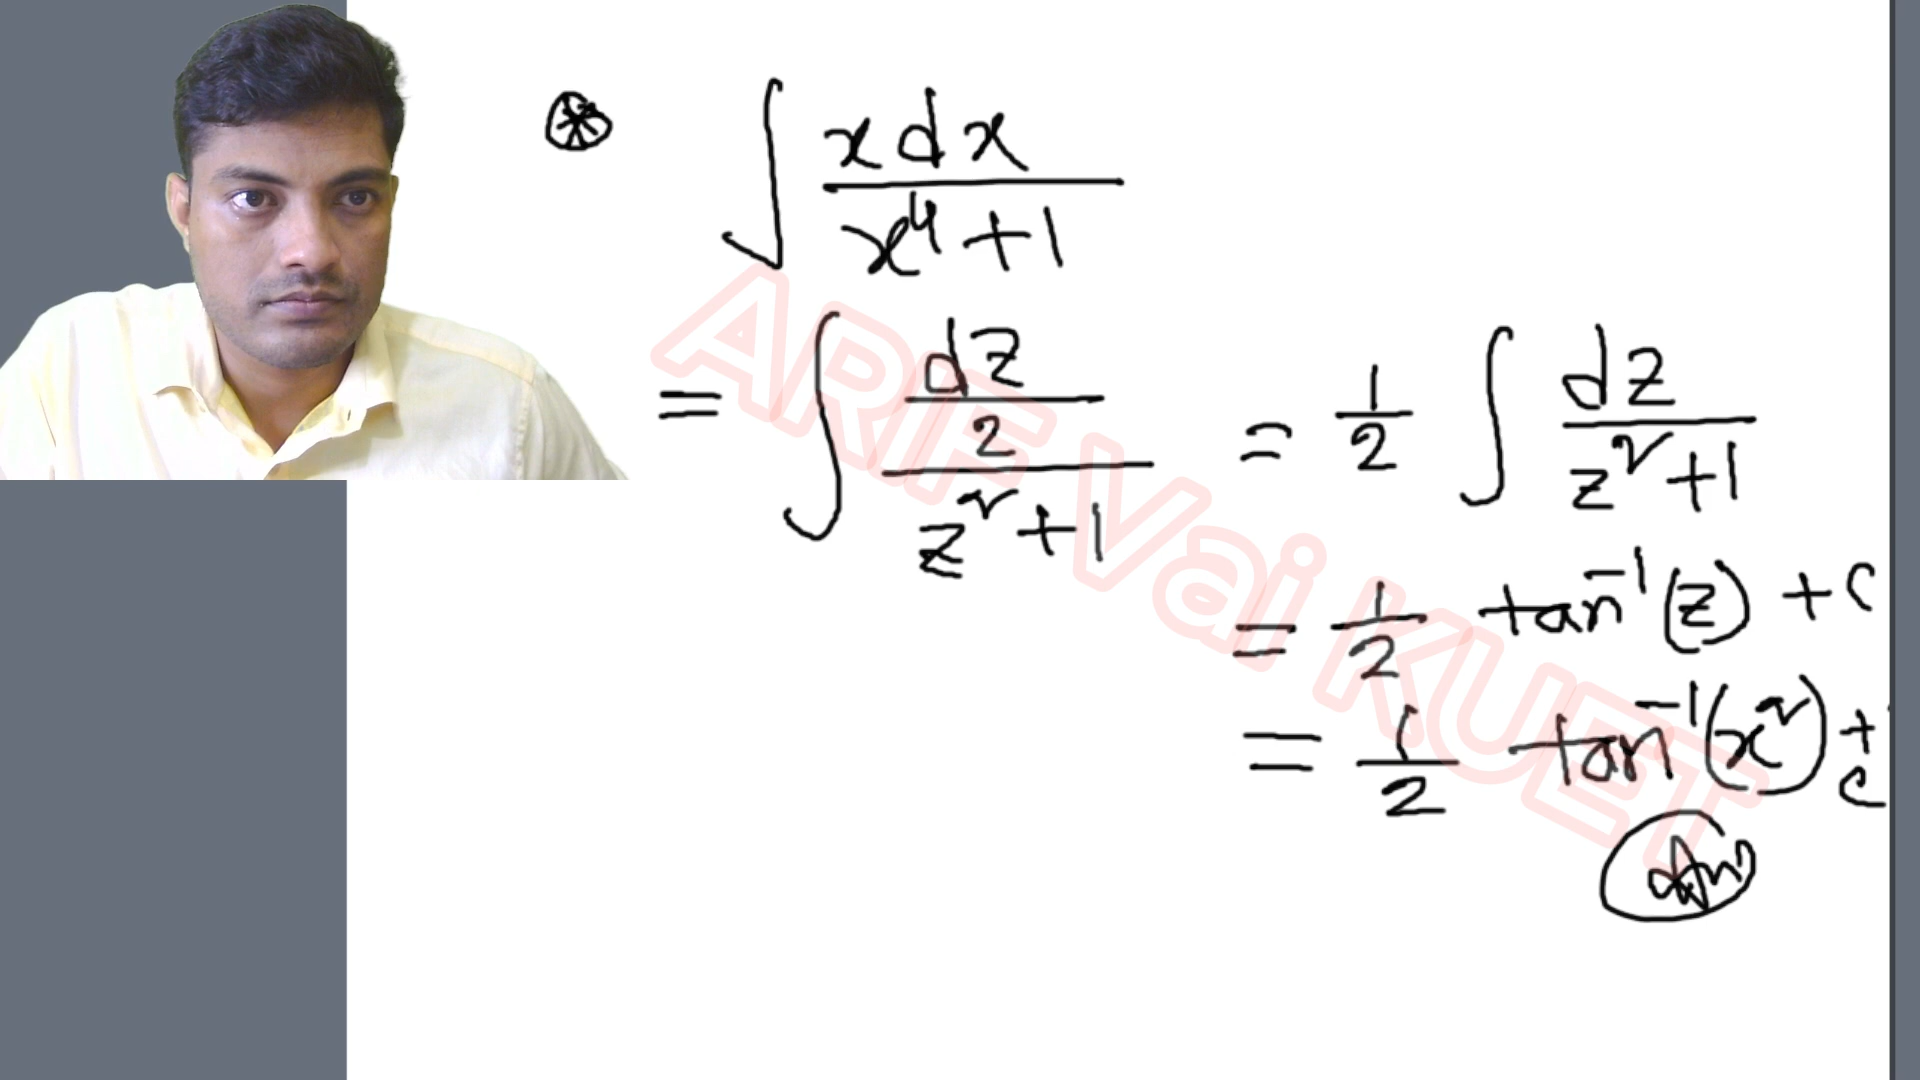 ⊛ ∫ x dx / (x⁴ + 1)
= ∫ (dz / 2) / (z² + 1) = 1/2 ∫ dz / (z² + 1)
= 1/2 tan⁻¹(z) + c
= 1/2 tan⁻¹(x²) + c
Ans
ARIF Vai KUET